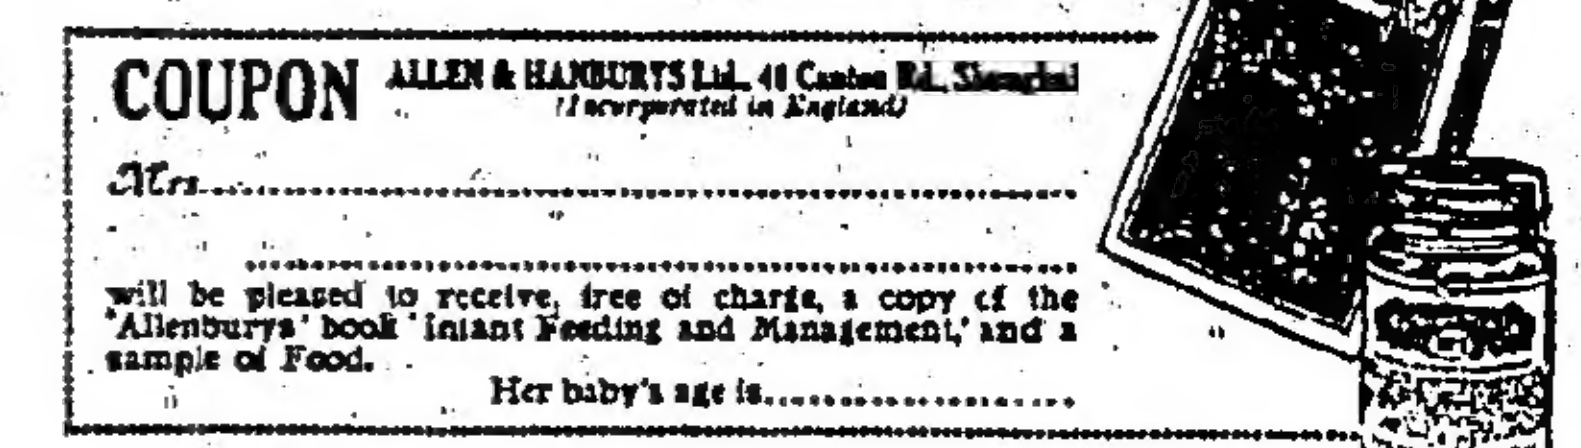 COUPON ALLEN & HANBURYS Ltd., 40 Canton Rd., Shanghai
(Incorporated in England)
Mrs
will be pleased to receive, free of charge, a copy of the
'Allenburys' book 'Infant Feeding and Management,' and a
sample of Food.
Her baby's age is